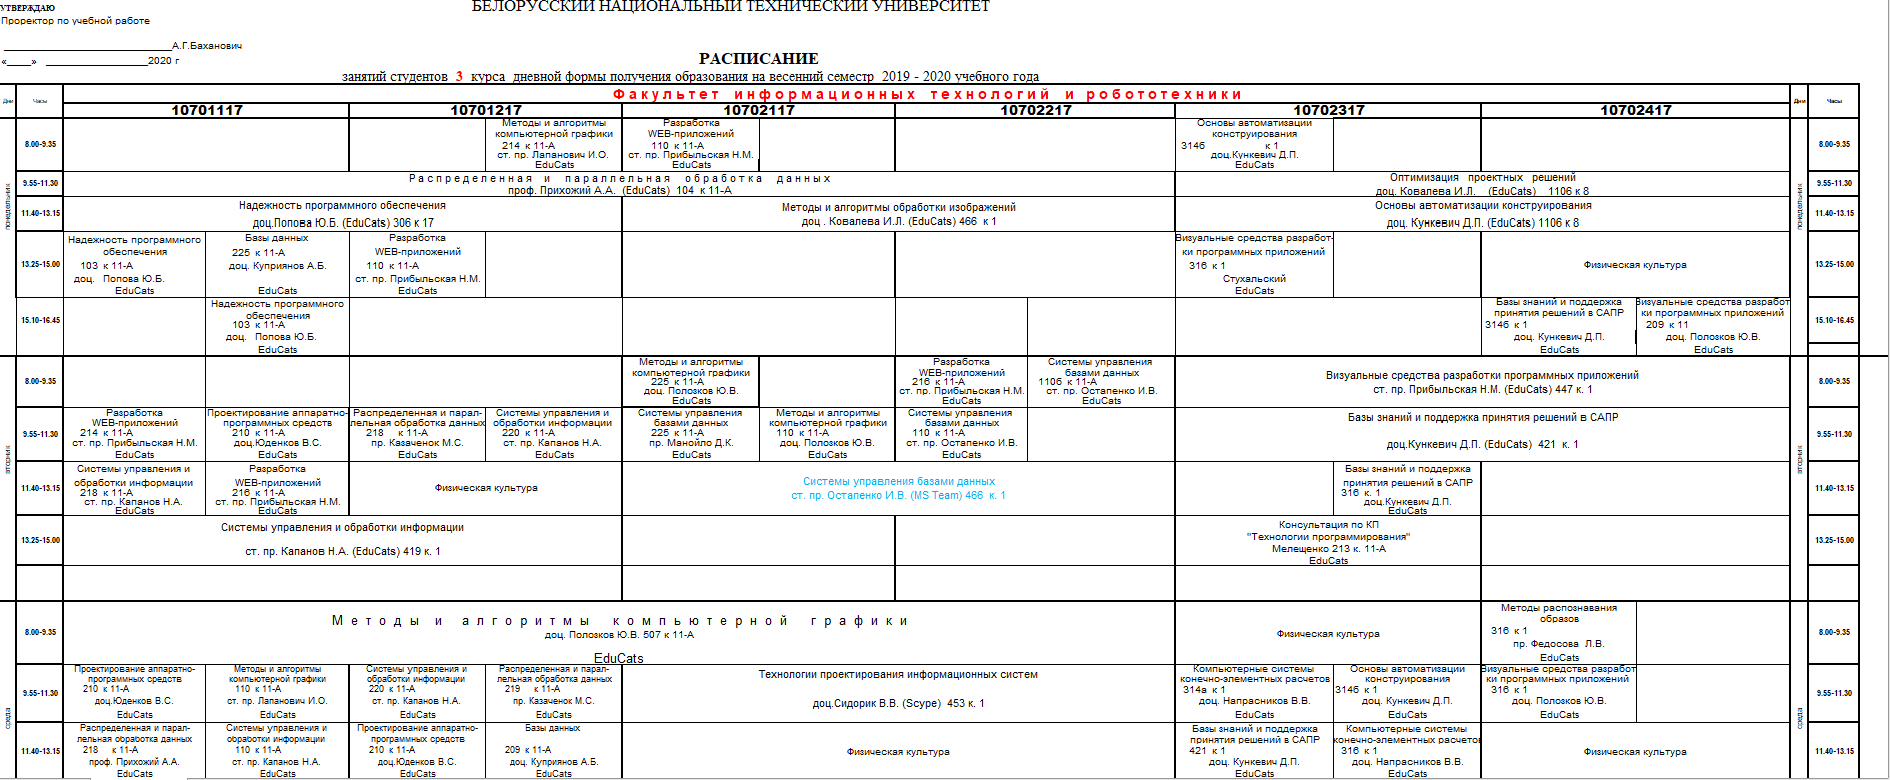 УТВЕРЖДАЮ
Проректор по учебной работе
А.Г.Баханович
«____» ____________ 2020 г
БЕЛОРУССКИЙ НАЦИОНАЛЬНЫЙ ТЕХНИЧЕСКИЙ УНИВЕРСИТЕТ
РАСПИСАНИЕ
занятий студентов 3 курса дневной формы получения образования на весенний семестр 2019 - 2020 учебного года
Дни Часы Факультет информационных технологий и робототехники Дни Часы
10701117 10701217 10702117 10702217 10702317 10702417
понедельник
8.00-9.35
Методы и алгоритмы
компьютерной графики
214 к 11-А
ст. пр. Лапанович И.О.
EduCats
Разработка
WEB-приложений
110 к 11-А
ст. пр. Прибыльская Н.М.
EduCats
Основы автоматизации
конструирования
314б к 1
доц.Кункевич Д.П.
EduCats
8.00-9.35
понедельник
9.55-11.30
Распределенная и параллельная обработка данных
проф. Прихожий А.А. (EduCats) 104 к 11-А
Оптимизация проектных решений
доц. Ковалева И.Л. (EduCats) 1106 к 8
9.55-11.30
11.40-13.15
Надежность программного обеспечения
доц.Попова Ю.Б. (EduCats) 306 к 17
Методы и алгоритмы обработки изображений
доц . Ковалева И.Л. (EduCats) 466 к 1
Основы автоматизации конструирования
доц. Кункевич Д.П. (EduCats) 1106 к 8
11.40-13.15
13.25-15.00
Надежность программного
обеспечения
103 к 11-А
доц. Попова Ю.Б.
EduCats
Базы данных
225 к 11-А
доц. Куприянов А.Б.
EduCats
Разработка
WEB-приложений
110 к 11-А
ст. пр. Прибыльская Н.М.
EduCats
Визуальные средства разработ-
ки программных приложений
316 к 1
Стухальский
EduCats
Физическая культура
13.25-15.00
15.10-16.45
Надежность программного
обеспечения
103 к 11-А
доц. Попова Ю.Б.
EduCats
Базы знаний и поддержка
принятия решений в САПР
314б к 1
доц. Кункевич Д.П.
EduCats
Визуальные средства разработ
ки программных приложений
209 к 11
доц. Полозков Ю.В.
EduCats
15.10-16.45
вторник
8.00-9.35
Методы и алгоритмы
компьютерной графики
225 к 11-А
доц. Полозков Ю.В.
EduCats
Разработка
WEB-приложений
216 к 11-А
ст. пр. Прибыльская Н.М.
EduCats
Системы управления
базами данных
110б к 11-А
ст. пр. Остапенко И.В.
EduCats
Визуальные средства разработки программных приложений
ст. пр. Прибыльская Н.М. (EduCats) 447 к. 1
8.00-9.35
вторник
9.55-11.30
Разработка
WEB-приложений
214 к 11-А
ст. пр. Прибыльская Н.М.
EduCats
Проектирование аппаратно-
программных средств
210 к 11-А
доц.Юденков В.С.
EduCats
Распределенная и парал-
лельная обработка данных
218 к 11-А
пр. Казаченок М.С.
EduCats
Системы управления и
обработки информации
220 к 11-А
ст. пр. Капанов Н.А.
EduCats
Системы управления
базами данных
225 к 11-А
пр. Манойло Д.К.
EduCats
Методы и алгоритмы
компьютерной графики
110 к 11-А
доц. Полозков Ю.В.
EduCats
Системы управления
базами данных
110 к 11-А
ст. пр. Остапенко И.В.
EduCats
Базы знаний и поддержка принятия решений в САПР
доц.Кункевич Д.П. (EduCats) 421 к. 1
9.55-11.30
11.40-13.15
Системы управления и
обработки информации
218 к 11-А
ст. пр. Капанов Н.А.
EduCats
Разработка
WEB-приложений
216 к 11-А
ст. пр. Прибыльская Н.М.
EduCats
Физическая культура
Системы управления базами данных
ст. пр. Остапенко И.В. (MS Team) 466 к. 1
Базы знаний и поддержка
принятия решений в САПР
316 к. 1
доц.Кункевич Д.П.
EduCats
11.40-13.15
13.25-15.00
Системы управления и обработки информации
ст. пр. Капанов Н.А. (EduCats) 419 к. 1
Консультация по КП
"Технологии программирования"
Мелещенко 213 к. 11-А
EduCats
13.25-15.00
среда
8.00-9.35
Методы и алгоритмы компьютерной графики
доц. Полозков Ю.В. 507 к 11-А
EduCats
Физическая культура
Методы распознавания
образов
316 к 1
пр. Федосова Л.В.
EduCats
8.00-9.35
среда
9.55-11.30
Проектирование аппаратно-
программных средств
210 к 11-А
доц.Юденков В.С.
EduCats
Методы и алгоритмы
компьютерной графики
110 к 11-А
ст. пр. Лапанович И.О.
EduCats
Системы управления и
обработки информации
220 к 11-А
ст. пр. Капанов Н.А.
EduCats
Распределенная и парал-
лельная обработка данных
219 к 11-А
пр. Казаченок М.С.
EduCats
Технологии проектирования информационных систем
доц.Сидорик В.В. (Scype) 453 к. 1
Компьютерные системы
конечно-элементных расчетов
314а к 1
доц. Напрасников В.В.
EduCats
Основы автоматизации
конструирования
314б к 1
доц. Кункевич Д.П.
EduCats
Визуальные средства разработ
ки программных приложений
316 к 1
доц. Полозков Ю.В.
EduCats
9.55-11.30
11.40-13.15
Распределенная и парал-
лельная обработка данных
218 к 11-А
проф. Прихожий А.А.
EduCats
Системы управления и
обработки информации
110 к 11-А
ст. пр. Капанов Н.А.
EduCats
Проектирование аппаратно-
программных средств
210 к 11-А
доц.Юденков В.С.
EduCats
Базы данных
209 к 11-А
доц. Куприянов А.Б.
EduCats
Физическая культура
Базы знаний и поддержка
принятия решений в САПР
421 к 1
доц. Кункевич Д.П.
EduCats
Компьютерные системы
конечно-элементных расчетов
316 к 1
доц. Напрасников В.В.
EduCats
Физическая культура
11.40-13.15